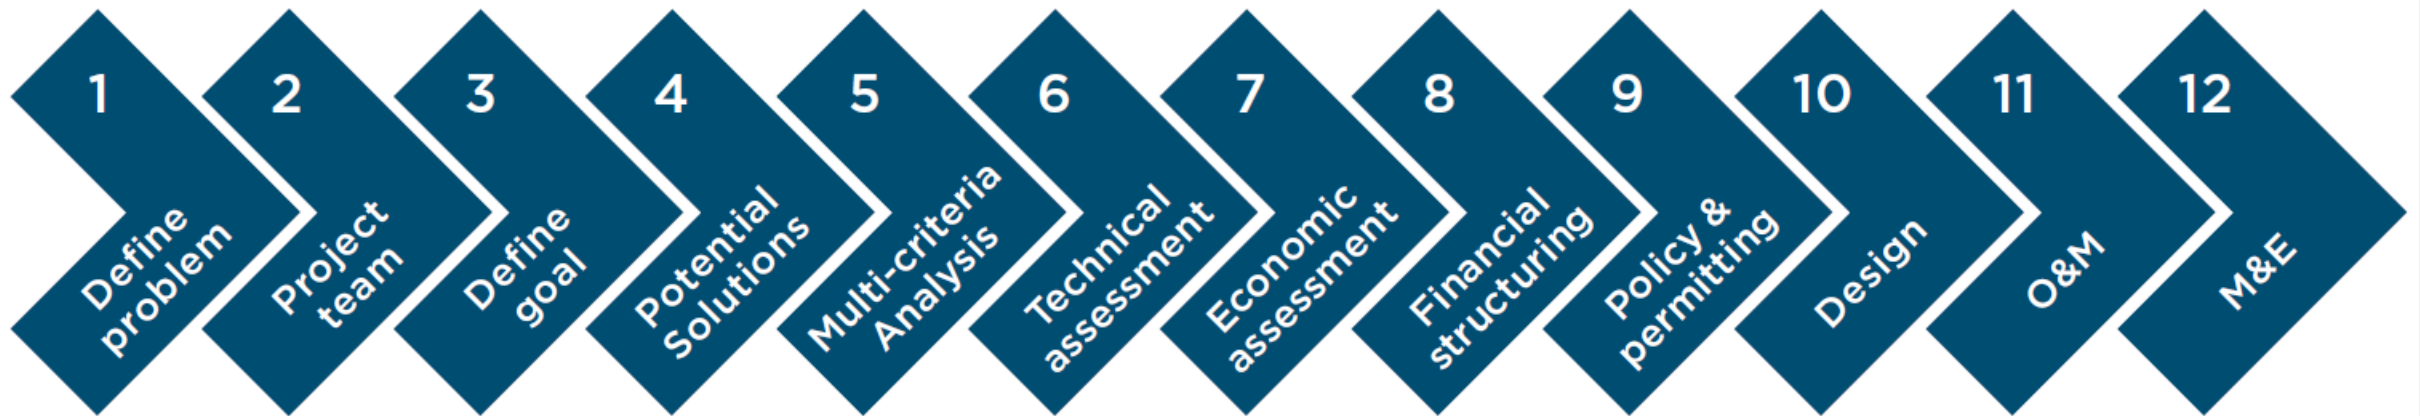 1
Define
problem
2
Project
team
3
Define
goal
4
Potential
Solutions
5
Multi-criteria
Analysis
6
Technical
assessment
7
Economic
assessment
8
Financial
structuring
9
Policy &
permitting
10
Design
11
O&M
12
M&E